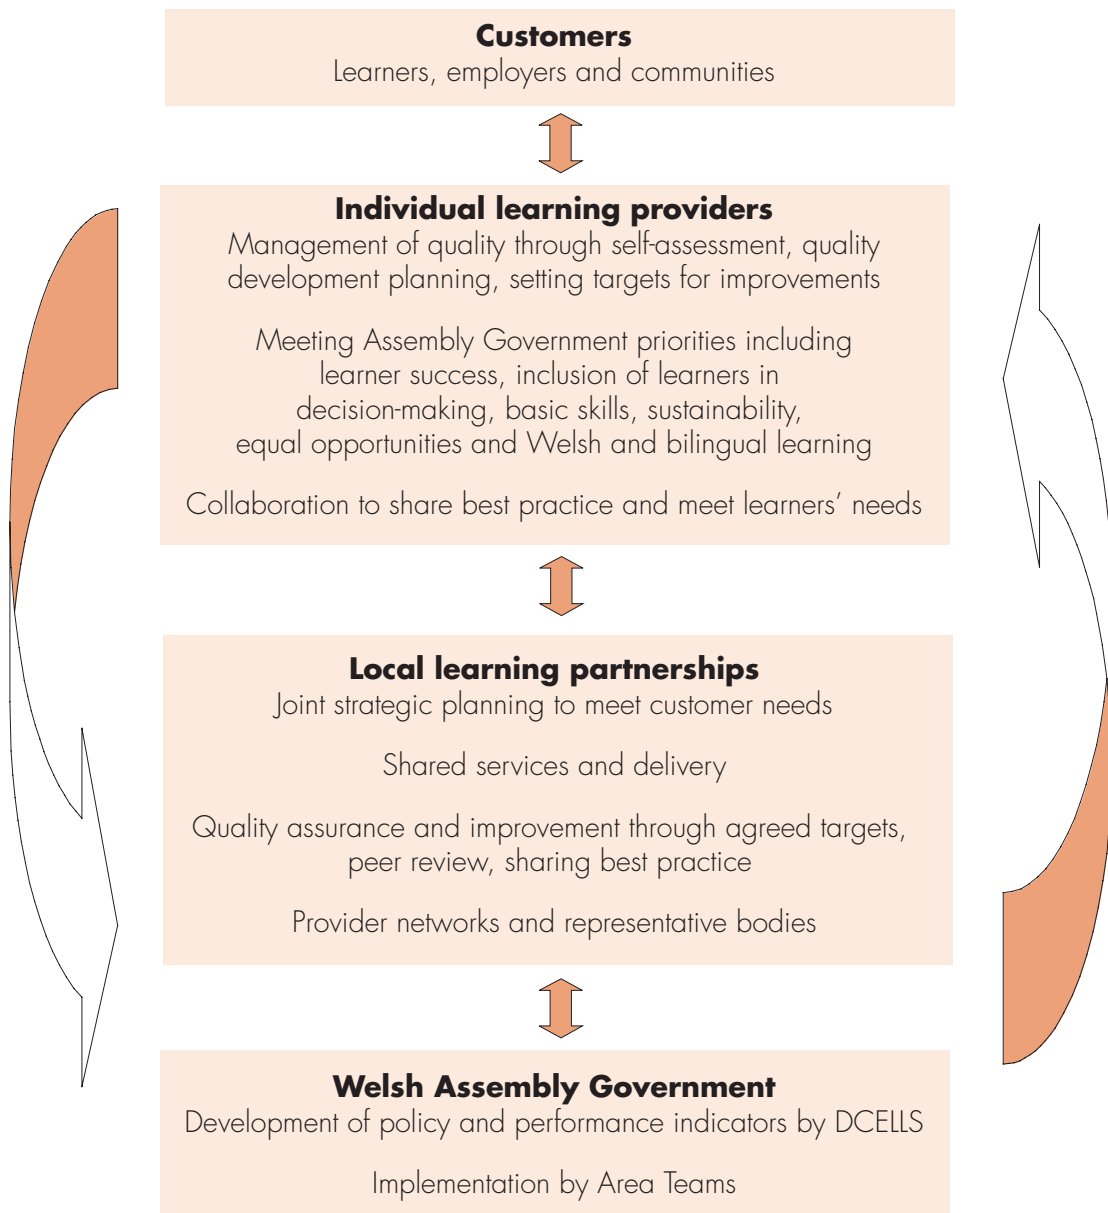 Customers
Learners, employers and communities
Individual learning providers
Management of quality through self-assessment, quality
development planning, setting targets for improvements
Meeting Assembly Government priorities including
learner success, inclusion of learners in
decision-making, basic skills, sustainability,
equal opportunities and Welsh and bilingual learning
Collaboration to share best practice and meet learners’ needs
Local learning partnerships
Joint strategic planning to meet customer needs
Shared services and delivery
Quality assurance and improvement through agreed targets,
peer review, sharing best practice
Provider networks and representative bodies
Welsh Assembly Government
Development of policy and performance indicators by DCELLS
Implementation by Area Teams